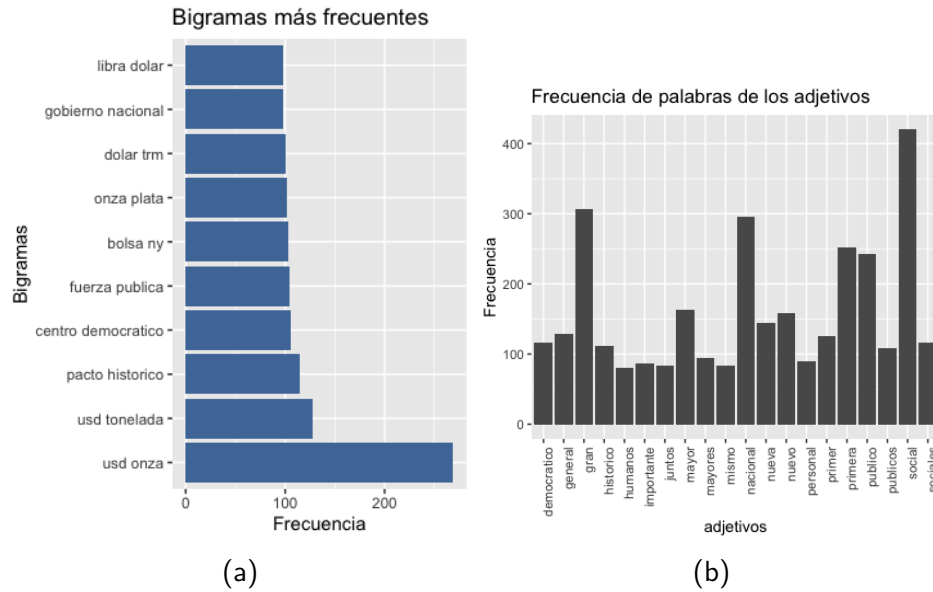 Bigramas más frecuentes
libra dolar
gobierno nacional
dolar trm
onza plata
bolsa ny
fuerza publica
centro democratico
pacto historico
usd tonelada
usd onza
Bigramas
0
100
200
Frecuencia
(a)
Frecuencia de palabras de los adjetivos
400
300
200
100
0
Frecuencia
democratico
general
gran
historico
humanos
importante
juntos
mayor
mayores
mismo
nacional
nueva
nuevo
personal
primer
primera
publico
publicos
social
sociales
adjetivos
(b)